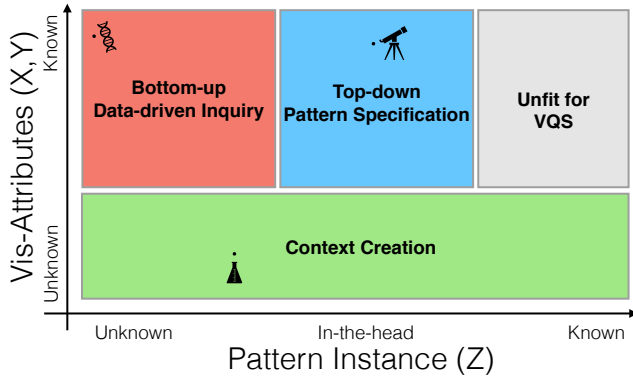 Vis-Attributes (X,Y)
Known
Unknown
Bottom-up
Data-driven Inquiry
Top-down
Pattern Specification
Unfit for
VQS
Context Creation
Unknown
In-the-head
Known
Pattern Instance (Z)